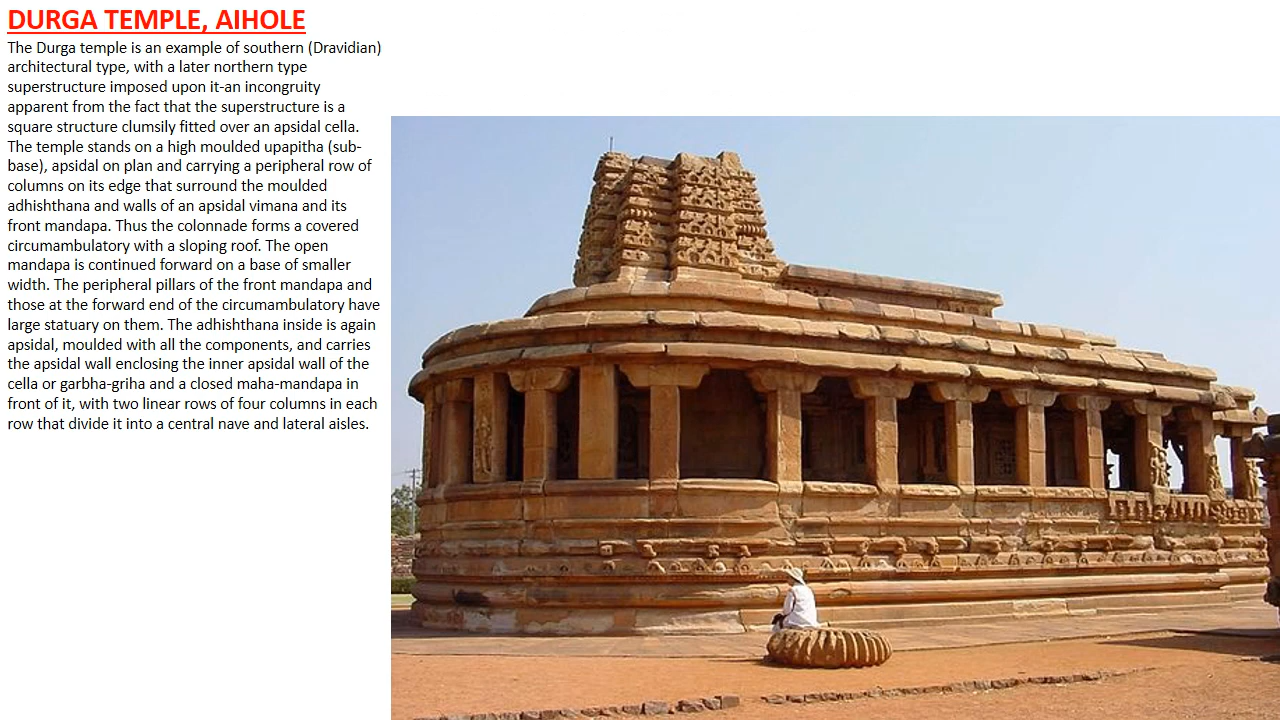 DURGA TEMPLE, AIHOLE
The Durga temple is an example of southern (Dravidian)
architectural type, with a later northern type
superstructure imposed upon it-an incongruity
apparent from the fact that the superstructure is a
square structure clumsily fitted over an apsidal cella.
The temple stands on a high moulded upapitha (sub-
base), apsidal on plan and carrying a peripheral row of
columns on its edge that surround the moulded
adhishthana and walls of an apsidal vimana and its
front mandapa. Thus the colonnade forms a covered
circumambulatory with a sloping roof. The open
mandapa is continued forward on a base of smaller
width. The peripheral pillars of the front mandapa and
those at the forward end of the circumambulatory have
large statuary on them. The adhishthana inside is again
apsidal, moulded with all the components, and carries
the apsidal wall enclosing the inner apsidal wall of the
cella or garbha-griha and a closed maha-mandapa in
front of it, with two linear rows of four columns in each
row that divide it into a central nave and lateral aisles.